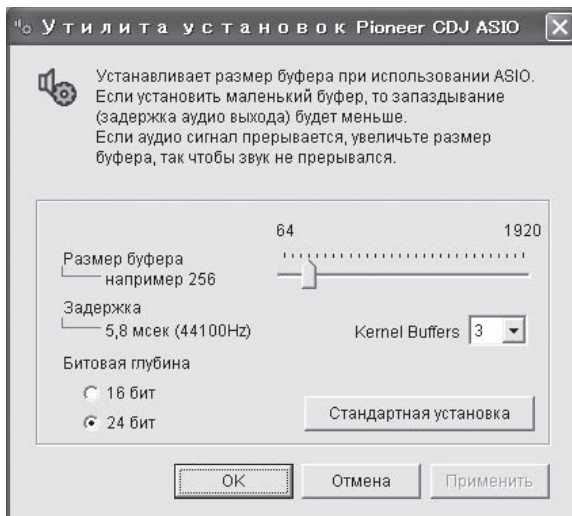 Утилита установок Pioneer CDJ ASIO
Устанавливает размер буфера при использовании ASIO.
Если установить маленький буфер, то запаздывание
(задержка аудио выхода) будет меньше.
Если аудио сигнал прерывается, увеличьте размер
буфера, так чтобы звук не прерывался.
64 1920
Размер буфера
например 256
Задержка
5,8 мсек (44100Hz)
Kernel Buffers 3
Битовая глубина
16 бит
24 бит
Стандартная установка
OK Отмена Применить